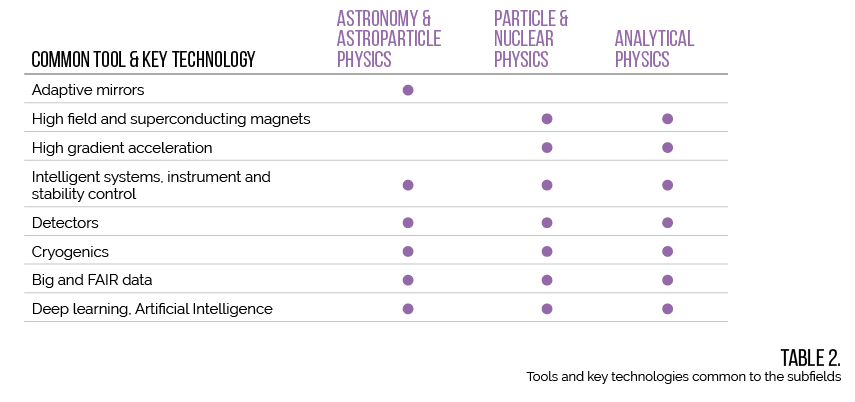 ASTRONOMY &
ASTROPARTICLE
PHYSICS
PARTICLE &
NUCLEAR
PHYSICS
ANALYTICAL
PHYSICS
COMMON TOOL & KEY TECHNOLOGY
Adaptive mirrors
High field and superconducting magnets
High gradient acceleration
Intelligent systems, instrument and
stability control
Detectors
Cryogenics
Big and FAIR data
Deep learning, Artificial Intelligence
TABLE 2.
Tools and key technologies common to the subfields